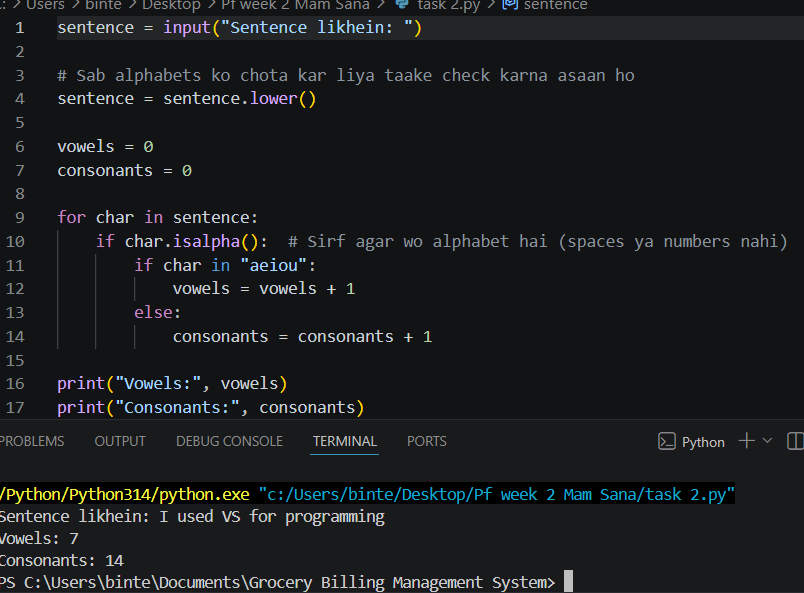 : > Users > binte > Desktop > Pf week 2 Mam Sana > task 2.py > sentence
1 sentence = input("Sentence likhein: ")
2
3 # Sab alphabets ko chota kar liya taake check karna asaan ho
4 sentence = sentence.lower()
5
6 vowels = 0
7 consonants = 0
8
9 for char in sentence:
10 if char.isalpha():  # Sirf agar wo alphabet hai (spaces ya numbers nahi)
11 if char in "aeiou":
12 vowels = vowels + 1
13 else:
14 consonants = consonants + 1
15
16 print("Vowels:", vowels)
17 print("Consonants:", consonants)
PROBLEMS OUTPUT DEBUG CONSOLE TERMINAL PORTS Python
/Python/Python314/python.exe "c:/Users/binte/Desktop/Pf week 2 Mam Sana/task 2.py"
Sentence likhein: I used VS for programming
Vowels: 7
Consonants: 14
PS C:\Users\binte\Documents\Grocery Billing Management System>